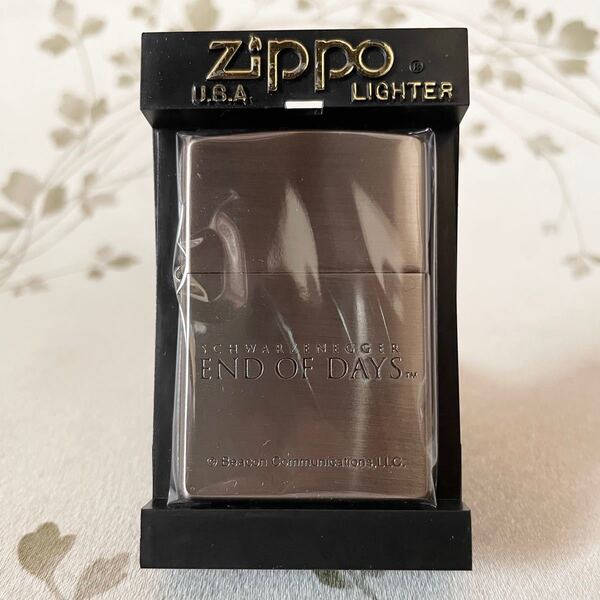 Zippo ®
U.S.A. LIGHTER
SCHWARZENEGGER
END OF DAYS™
© Beacon Communications,LLC.